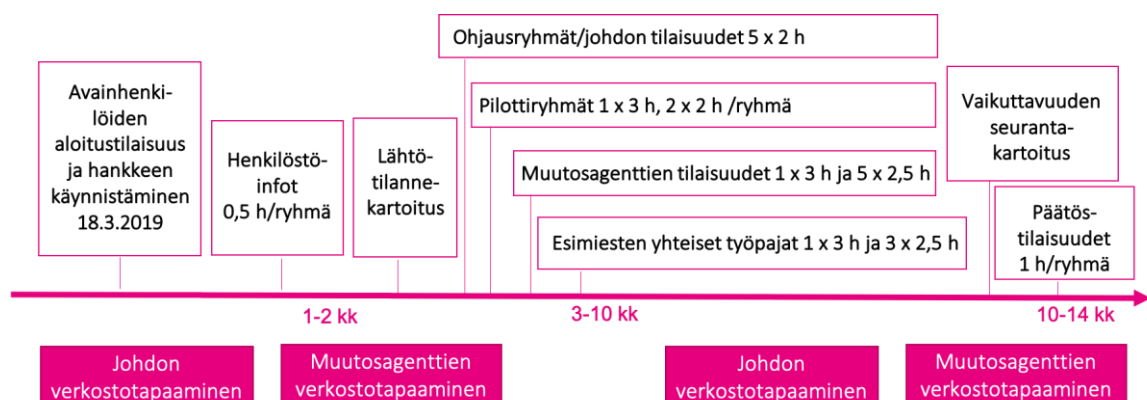 Avainhenki-
löiden
aloitustilaisuus
ja hankkeen
käynnistäminen
18.3.2019
Henkilöstö-
infot
0,5 h/ryhmä
Lähtö-
tilanne-
kartoitus
Ohjausryhmät/johdon tilaisuudet 5 x 2 h
Pilottiryhmät 1 x 3 h, 2 x 2 h /ryhmä
Muutosagenttien tilaisuudet 1 x 3 h ja 5 x 2,5 h
Esimiesten yhteiset työpajat 1 x 3 h ja 3 x 2,5 h
Vaikuttavuuden
seuranta-
kartoitus
Päätös-
tilaisuudet
1 h/ryhmä
1-2 kk
3-10 kk
10-14 kk
Johdon
verkostotapaaminen
Muutosagenttien
verkostotapaaminen
Johdon
verkostotapaaminen
Muutosagenttien
verkostotapaaminen